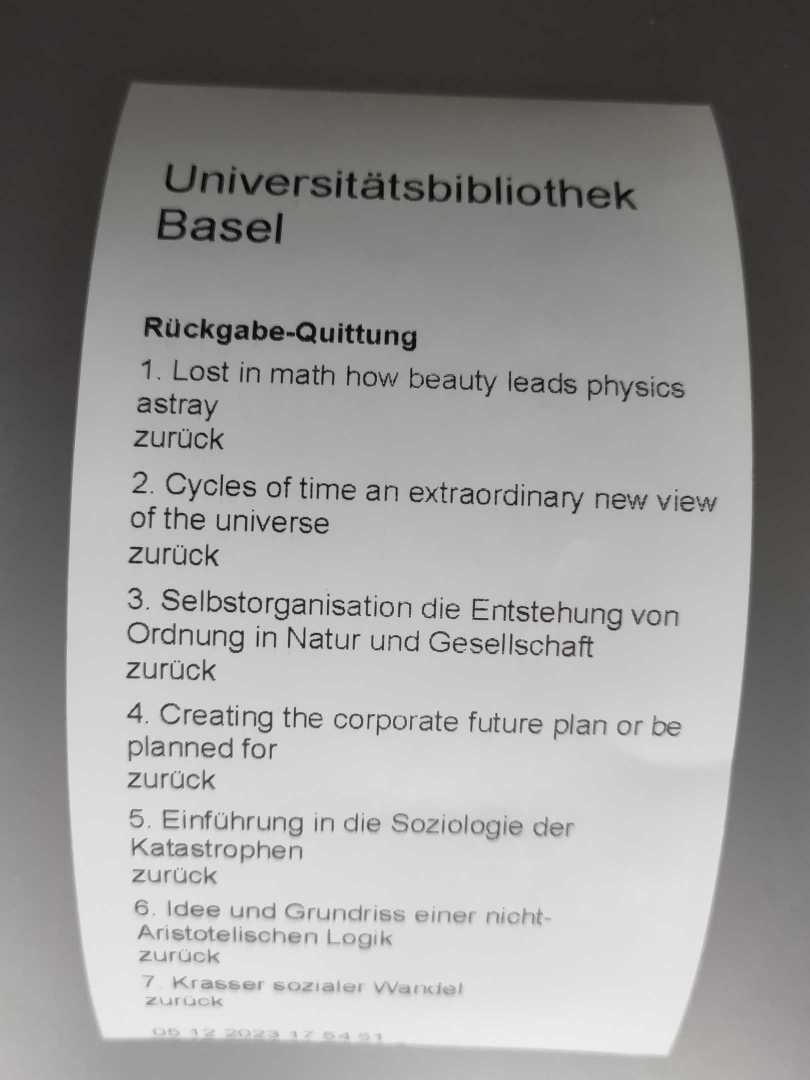 Universitätsbibliothek
Basel
Rückgabe-Quittung
1. Lost in math how beauty leads physics
astray
zurück
2. Cycles of time an extraordinary new view
of the universe
zurück
3. Selbstorganisation die Entstehung von
Ordnung in Natur und Gesellschaft
zurück
4. Creating the corporate future plan or be
planned for
zurück
5. Einführung in die Soziologie der
Katastrophen
zurück
6. Idee und Grundriss einer nicht-
Aristotelischen Logik
zurück
7. Krasser sozialer Wandel
zurück
05.12.2023 17:54